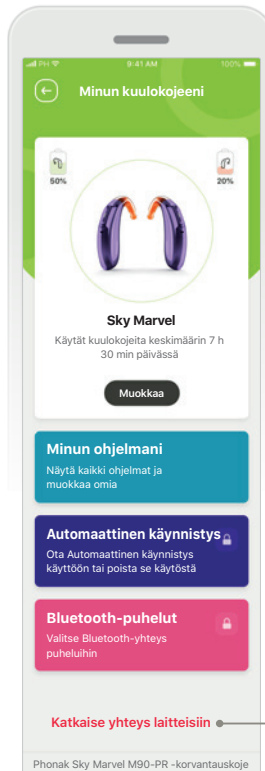 PH 9:41 AM 100%
Minun kuulokojeeni
50% 20%
Sky Marvel
Käytät kuulokojeita keskimäärin 7 h
30 min päivässä
Muokkaa
Minun ohjelmani
Näytä kaikki ohjelmat ja
muokkaa omia
Automaattinen käynnistys
Ota Automaattinen käynnistys
käyttöön tai poista se käytöstä
Bluetooth-puhelut
Valitse Bluetooth-yhteys
puheluihin
Katkaise yhteys laitteisiin
Phonak Sky Marvel M90-PR -korvantauskoje